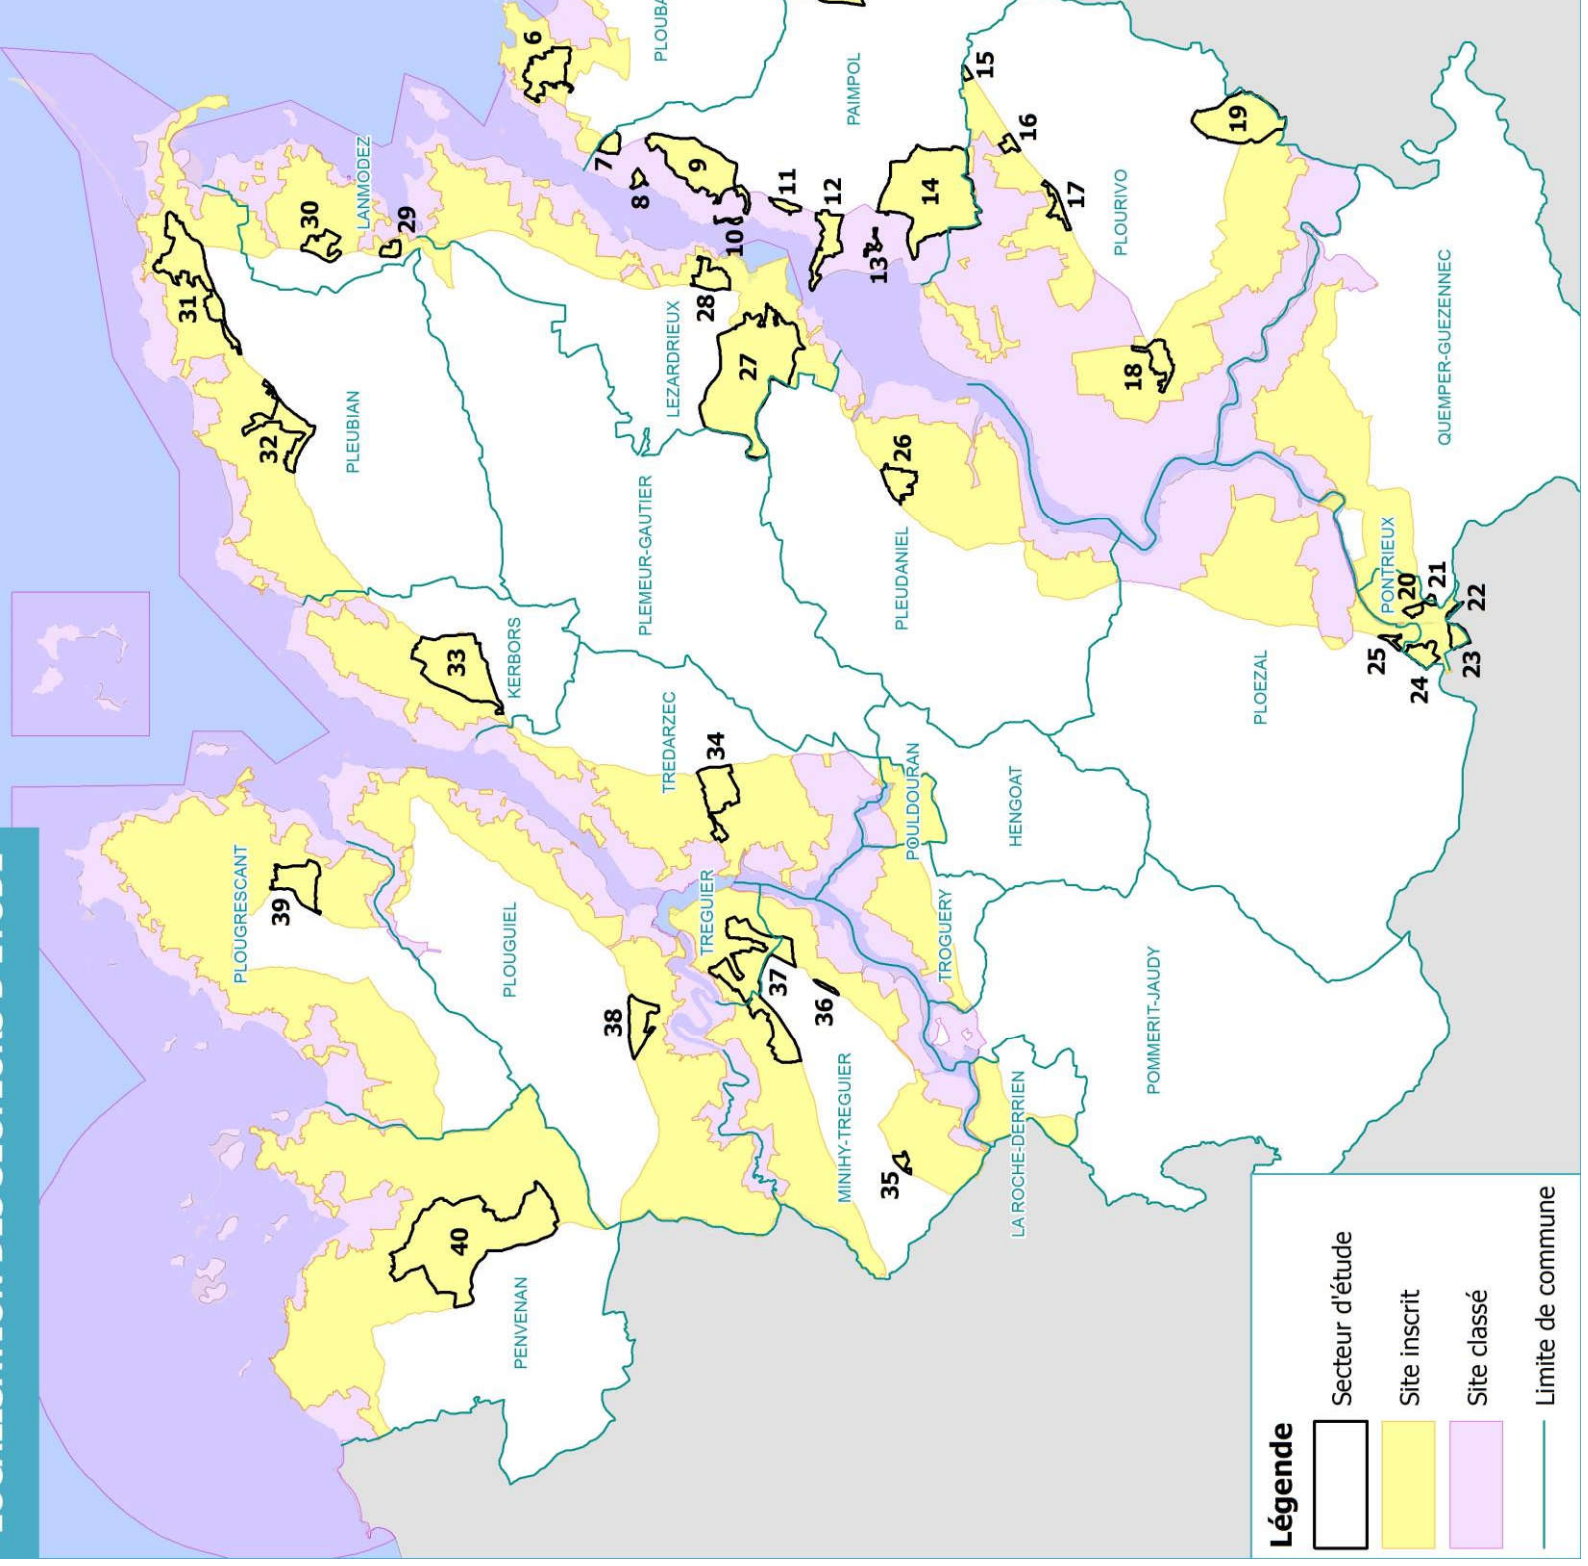 31
PLOUGRESCANT
32
39
30
PLEUBIAN
LANMODEZ
29
33
40
PLOUGUIEL
KERBORS
PENVENAN
6
7
38
8
PLEMEUR-GAUTIER
PLOUBA
TREDARZEC
LEZARDRIEUX
9
TREGUIER
28
34
10
27
37
11
36
12
MINIHY-TREGUIER
PAIMPOL
13
35
PLEUDANIEL
26
POULDOURAN
14
TROGUERY
15
HENGOAT
LA ROCHE-DERRIEN
16
17
PLOURIVO
18
POMMERIT-JAUDY
19
PLOEZAL
25
PONTRIEUX
20
24
21
QUEMPER-GUEZENNEC
23
22
Légende
Secteur d'étude
Site inscrit
Site classé
Limite de commune